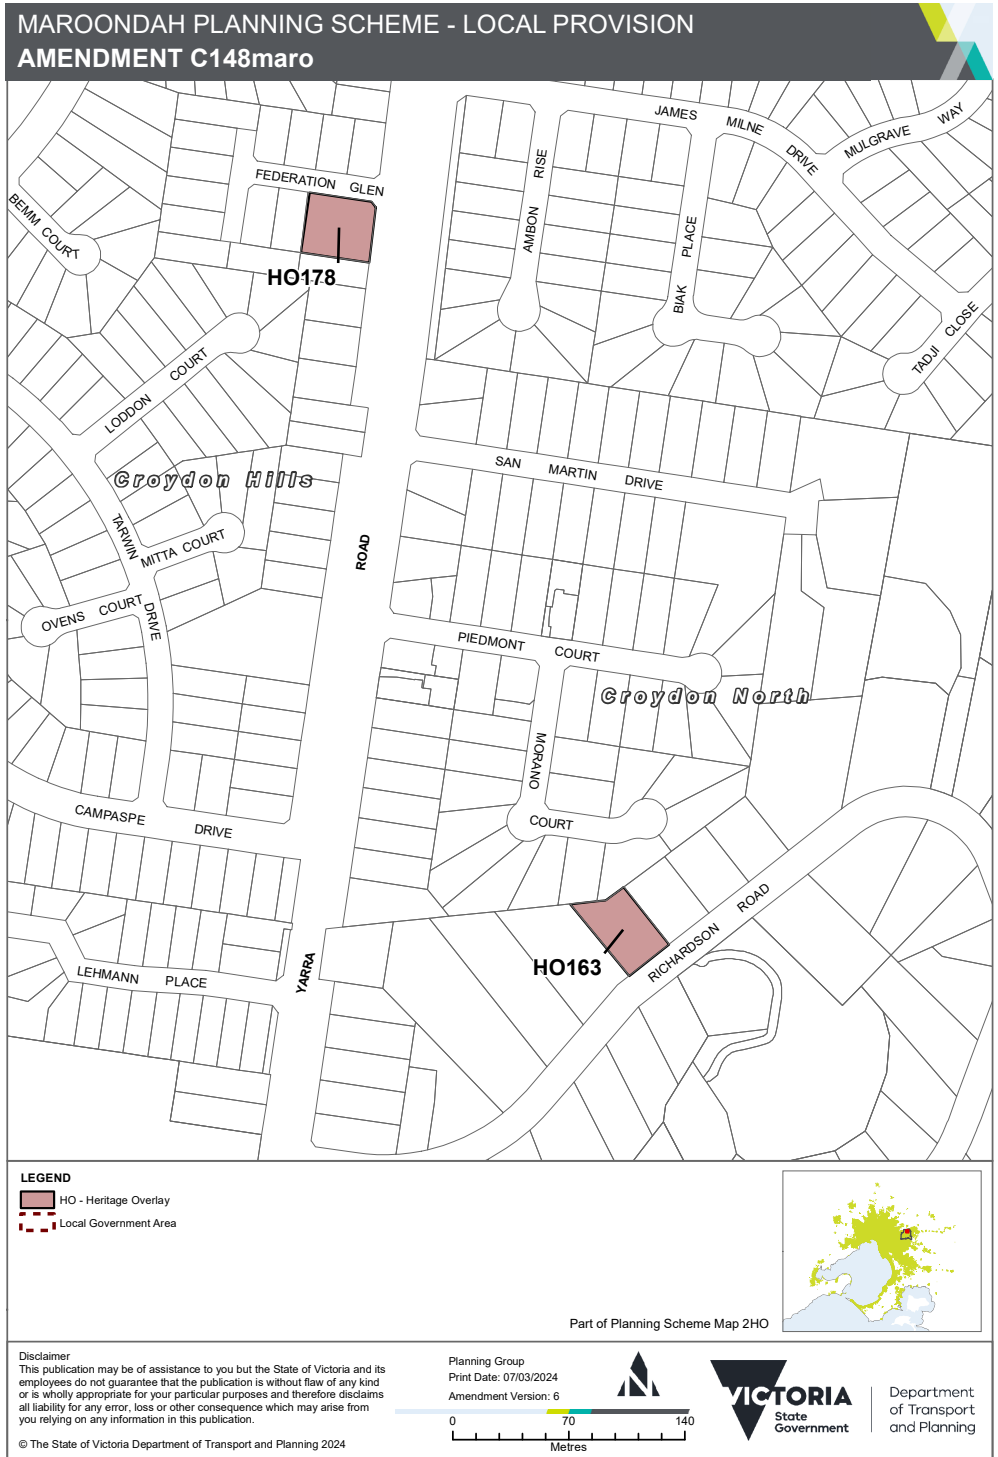 MAROONDAH PLANNING SCHEME - LOCAL PROVISION
AMENDMENT C148maro
JAMES MILNE DRIVE
MULGRAVE WAY
FEDERATION GLEN
AMBON RISE
BIAK PLACE
BEMM COURT
HO178
TADJI CLOSE
LODDON COURT
SAN MARTIN DRIVE
Croydon Hills
TARWIN DRIVE
MITTA COURT
ROAD
OVENS COURT
PIEDMONT COURT
Croydon North
MORANO COURT
CAMPASPE DRIVE
RICHARDSON ROAD
HO163
LEHMANN PLACE
YARRA
LEGEND
HO - Heritage Overlay
Local Government Area
Part of Planning Scheme Map 2HO
Disclaimer
This publication may be of assistance to you but the State of Victoria and its
employees do not guarantee that the publication is without flaw of any kind
or is wholly appropriate for your particular purposes and therefore disclaims
all liability for any error, loss or other consequence which may arise from
you relying on any information in this publication.
© The State of Victoria Department of Transport and Planning 2024
Planning Group
Print Date: 07/03/2024
Amendment Version: 6
0 70 140
Metres
VICTORIA
State
Government
Department
of Transport
and Planning